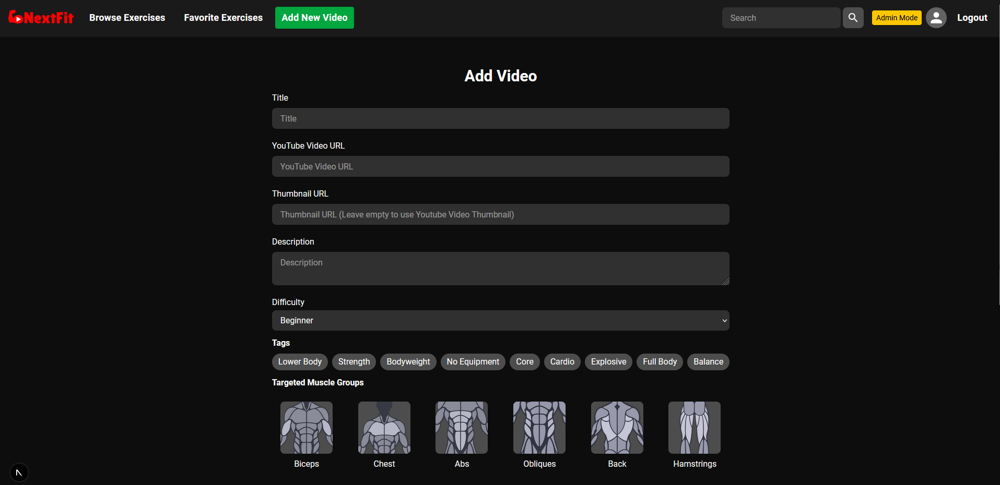 NextFit Browse Exercises Favorite Exercises Add New Video Search Admin Mode Logout
Add Video
Title
Title
YouTube Video URL
YouTube Video URL
Thumbnail URL
Thumbnail URL (Leave empty to use Youtube Video Thumbnail)
Description
Description
Difficulty
Beginner
Tags
Lower Body Strength Bodyweight No Equipment Core Cardio Explosive Full Body Balance
Targeted Muscle Groups
Biceps Chest Abs Obliques Back Hamstrings